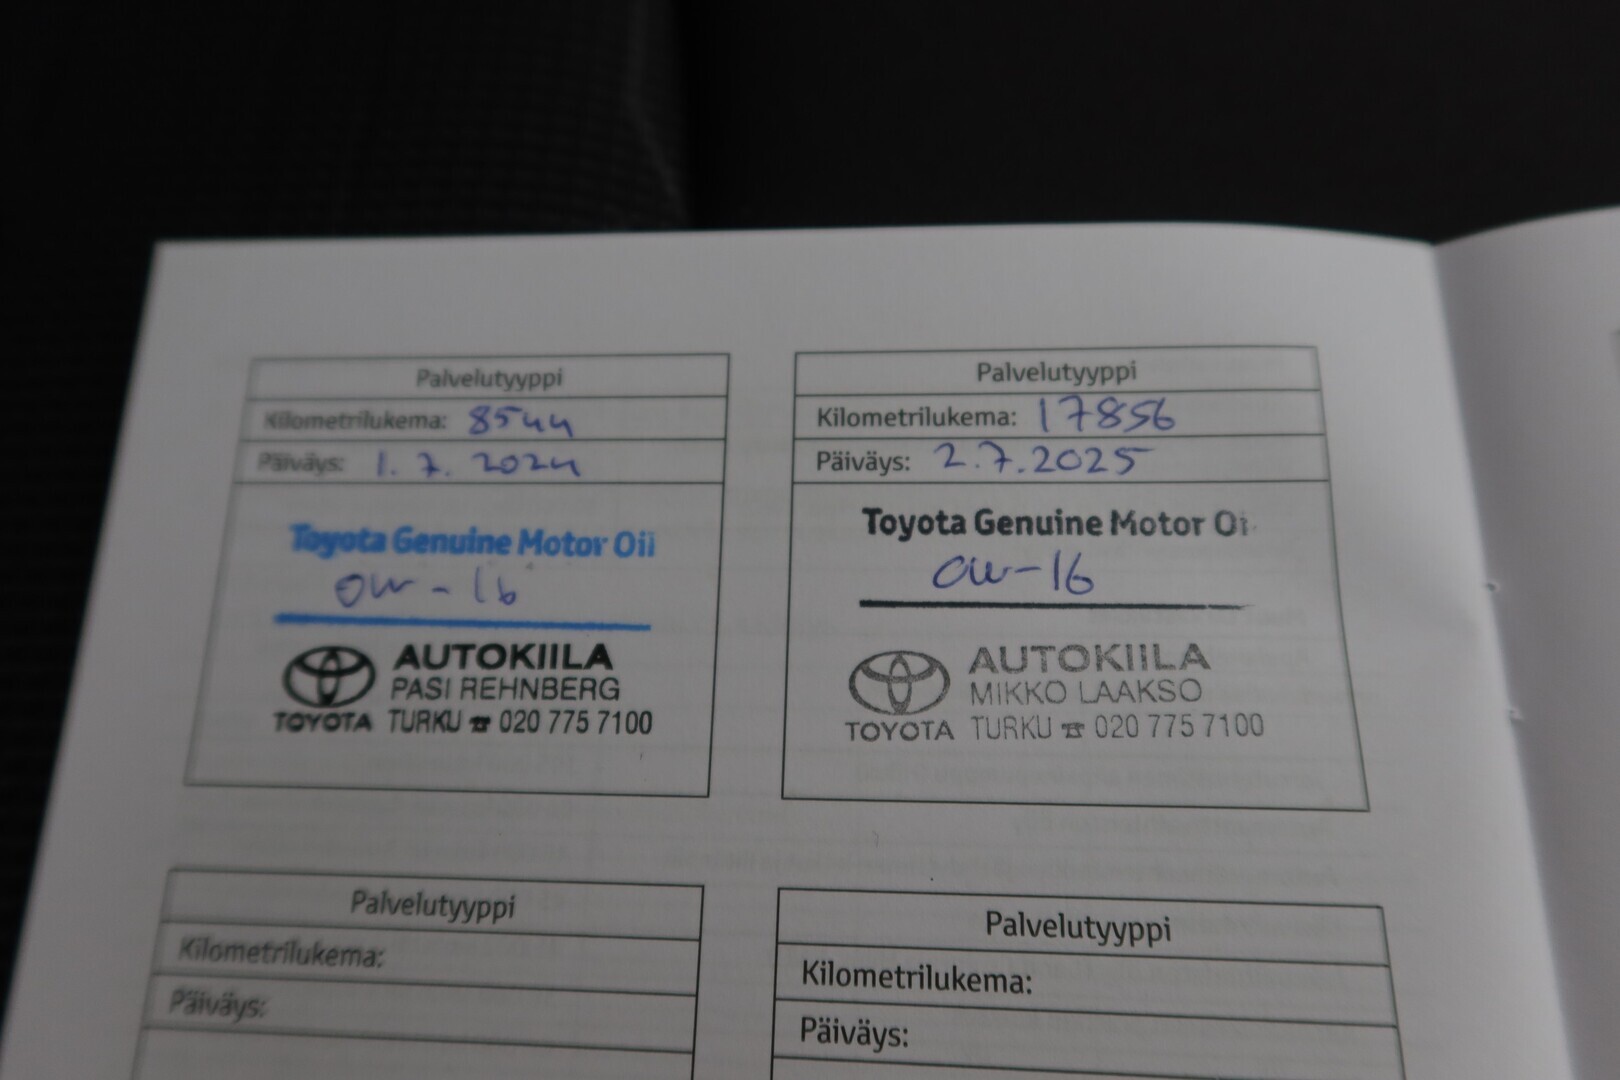 Palvelutyyppi
Kilometrilukema: 8544
Päiväys: 1.7.2024
Toyota Genuine Motor Oil
0W-16
AUTOKIILA
PASI REHNBERG
TOYOTA TURKU ☎ 020 775 7100
Palvelutyyppi
Kilometrilukema: 17856
Päiväys: 2.7.2025
Toyota Genuine Motor Oi
0W-16
AUTOKIILA
MIKKO LAAKSO
TOYOTA TURKU ☎ 020 775 7100
Palvelutyyppi
Kilometrilukema:
Päiväys:
Palvelutyyppi
Kilometrilukema:
Päiväys: